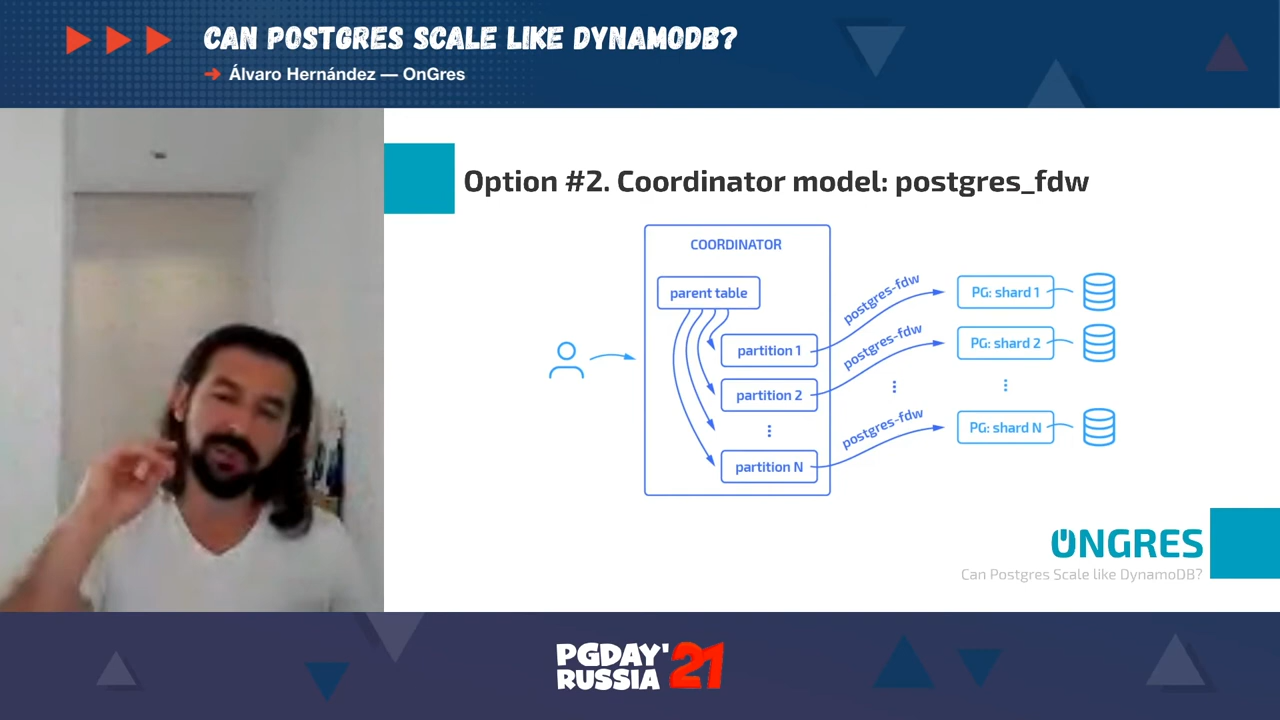 CAN POSTGRES SCALE LIKE DYNAMODB?
Álvaro Hernández — OnGres
Option #2. Coordinator model: postgres_fdw
COORDINATOR
parent table
partition 1
partition 2
partition N
postgres-fdw
postgres-fdw
postgres-fdw
PG: shard 1
PG: shard 2
PG: shard N
ONGRES
Can Postgres Scale like DynamoDB?
PGDAY'21
RUSSIA